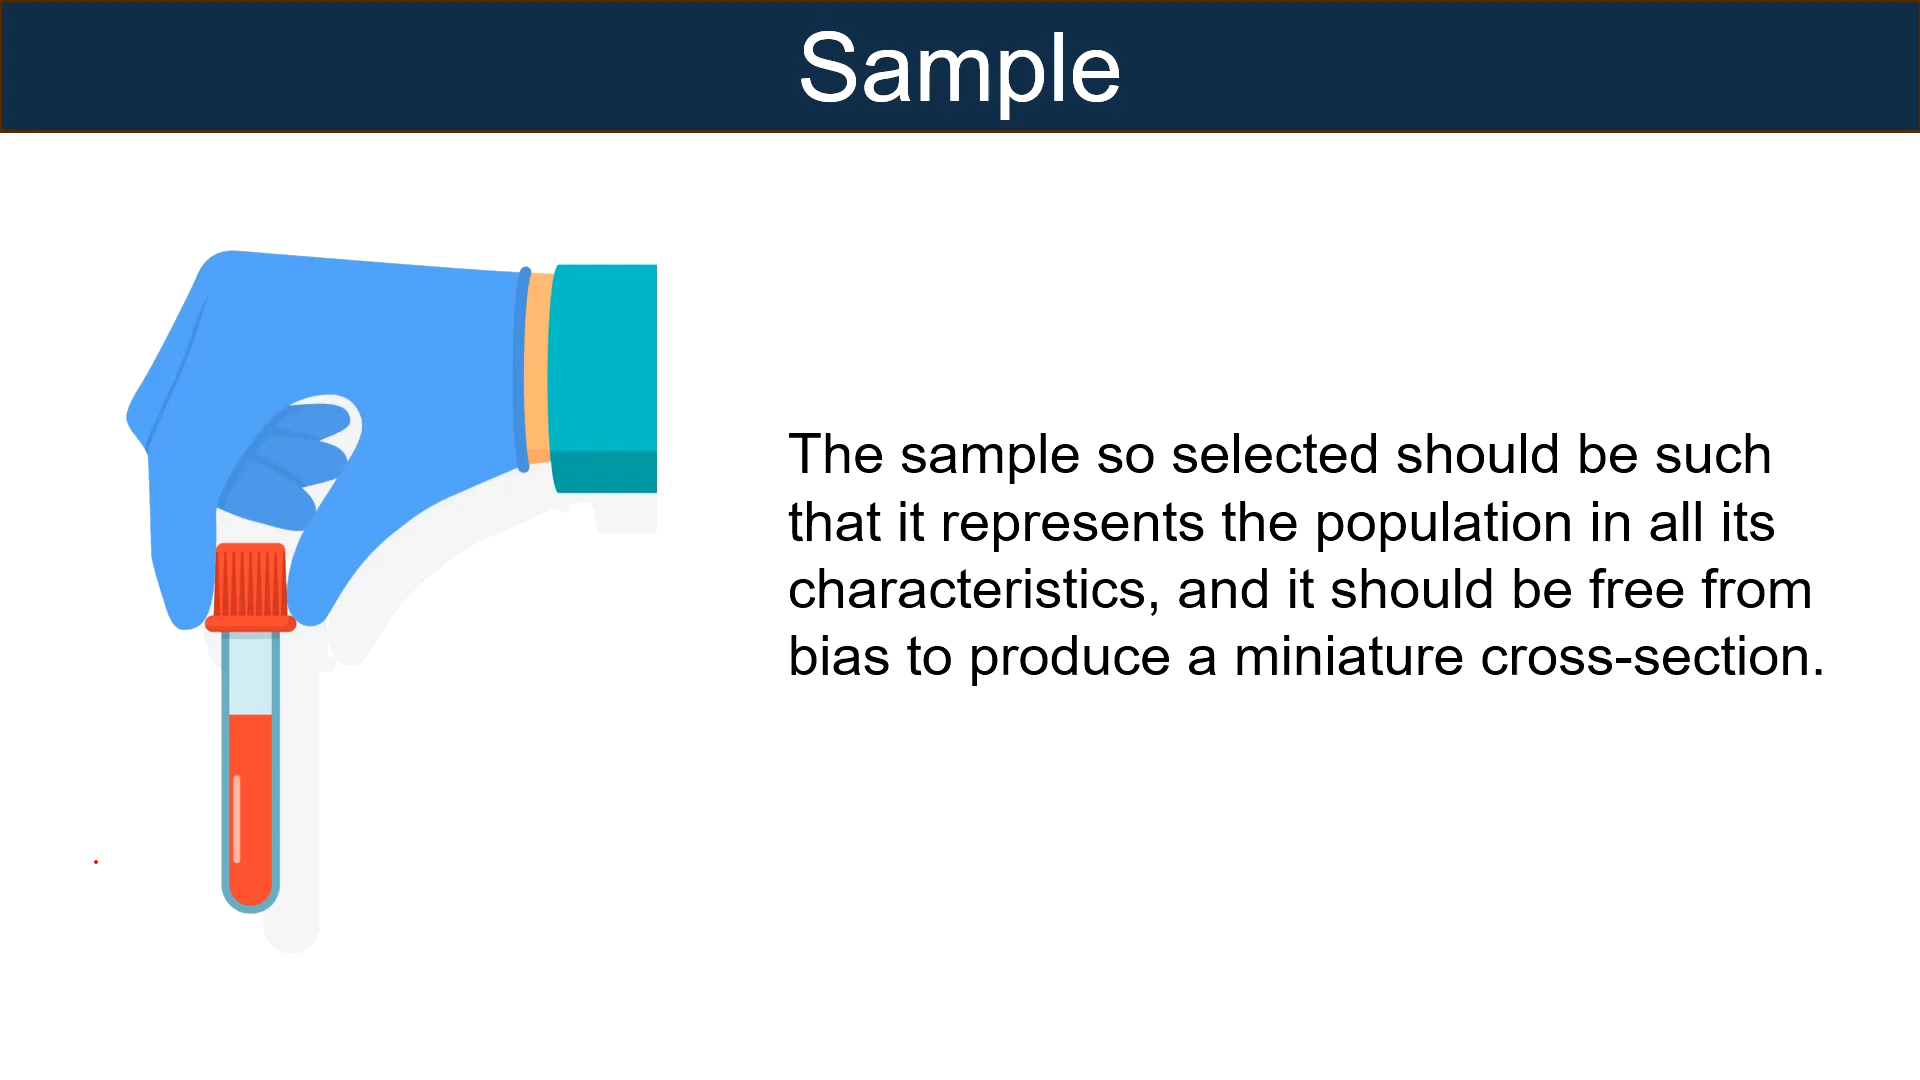 Sample
The sample so selected should be such
that it represents the population in all its
characteristics, and it should be free from
bias to produce a miniature cross-section.